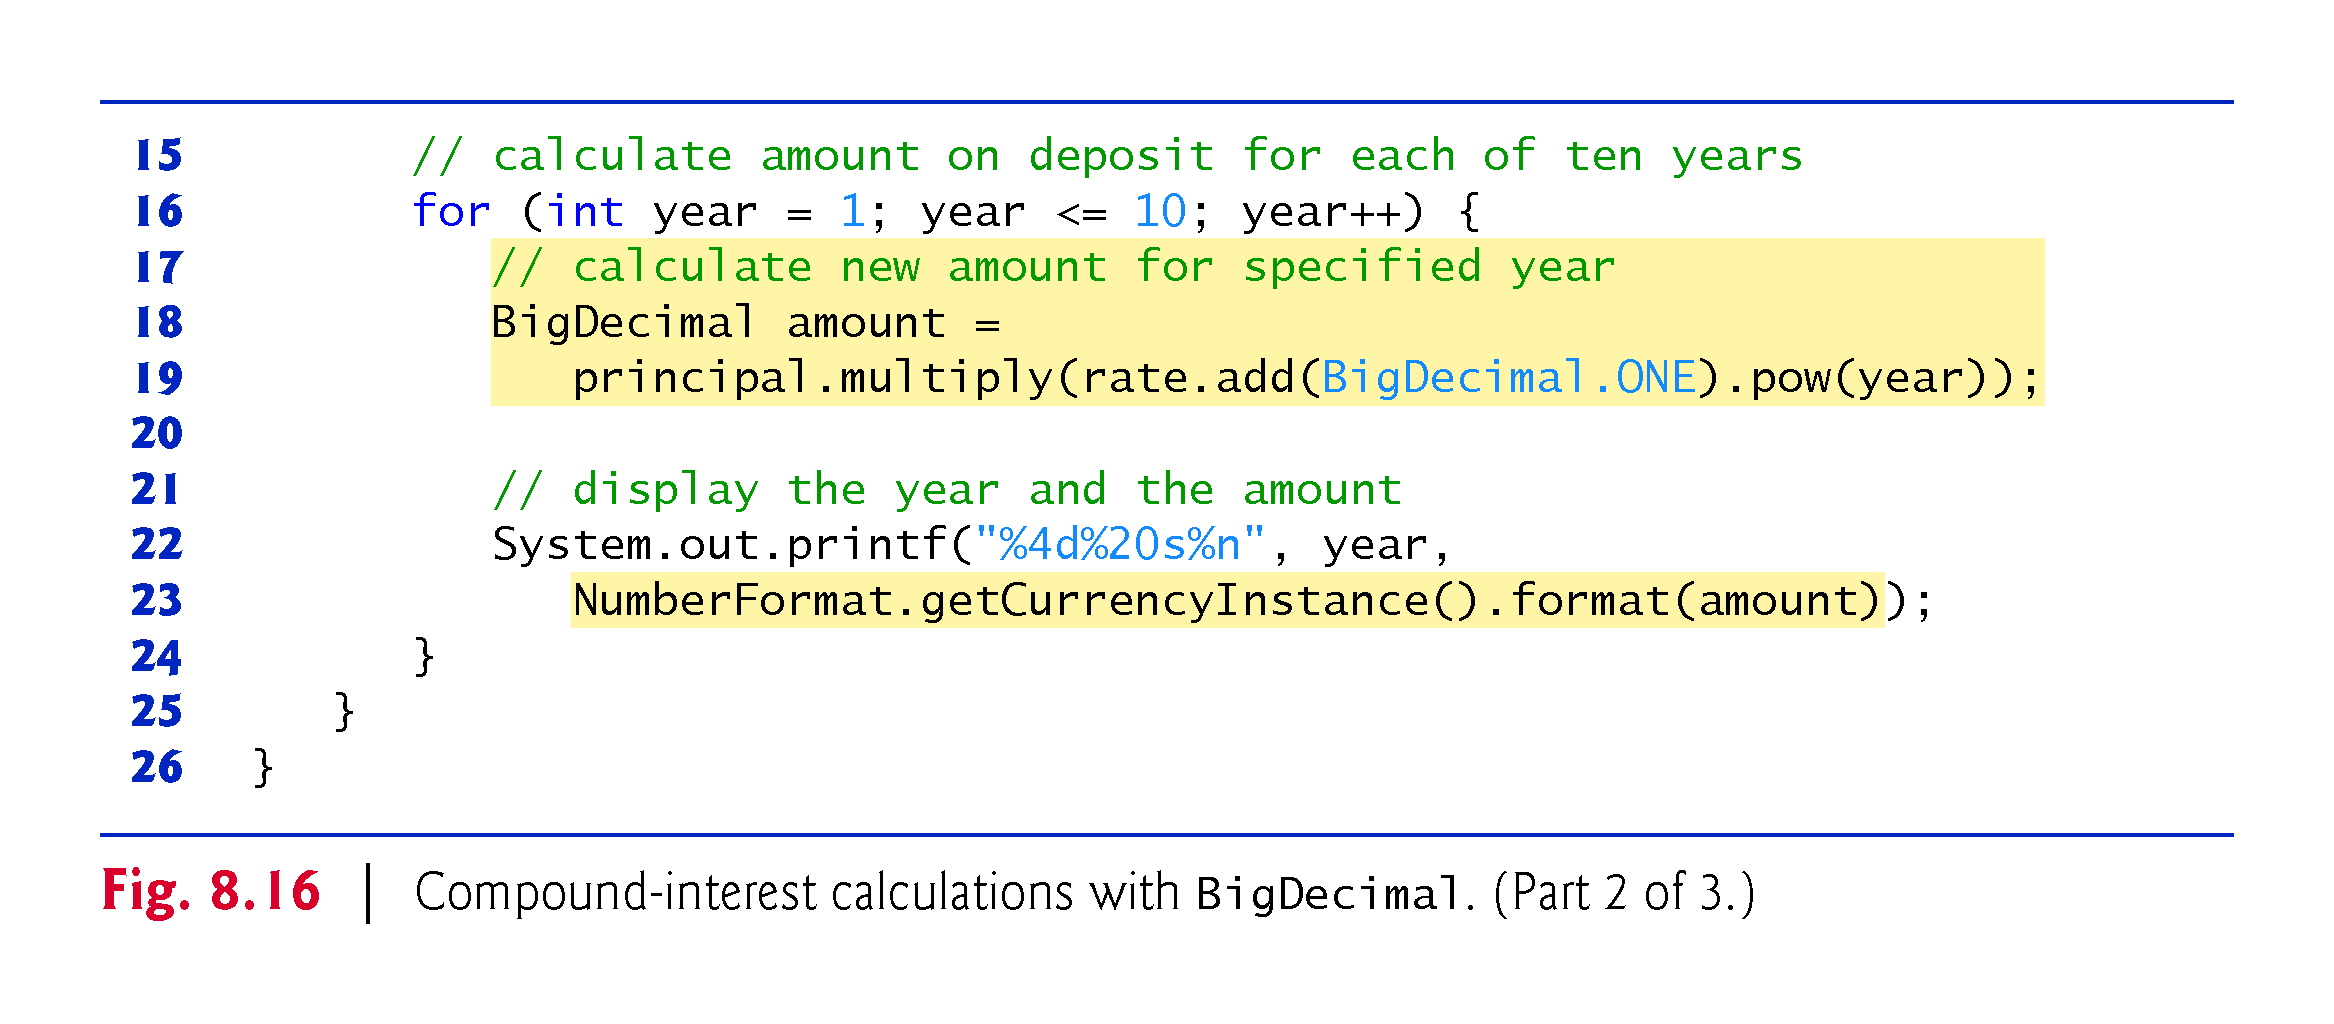 15 // calculate amount on deposit for each of ten years
16 for (int year = 1; year <= 10; year++) {
17 // calculate new amount for specified year
18 BigDecimal amount =
19 principal.multiply(rate.add(BigDecimal.ONE).pow(year));
20
21 // display the year and the amount
22 System.out.printf("%4d%20s%n", year,
23 NumberFormat.getCurrencyInstance().format(amount));
24 }
25 }
26 }
Fig. 8.16 | Compound-interest calculations with BigDecimal. (Part 2 of 3.)